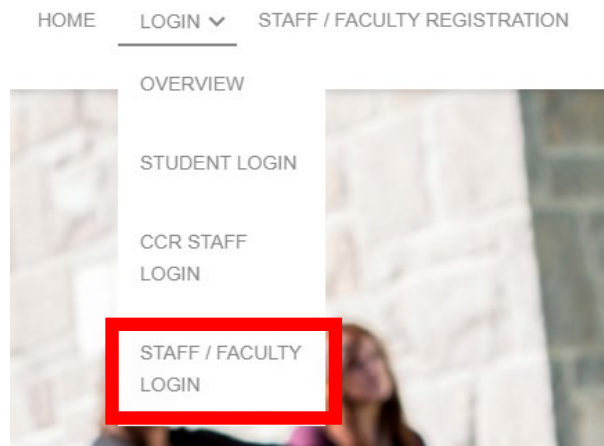 HOME LOGIN STAFF / FACULTY REGISTRATION
OVERVIEW
STUDENT LOGIN
CCR STAFF
LOGIN
STAFF / FACULTY
LOGIN